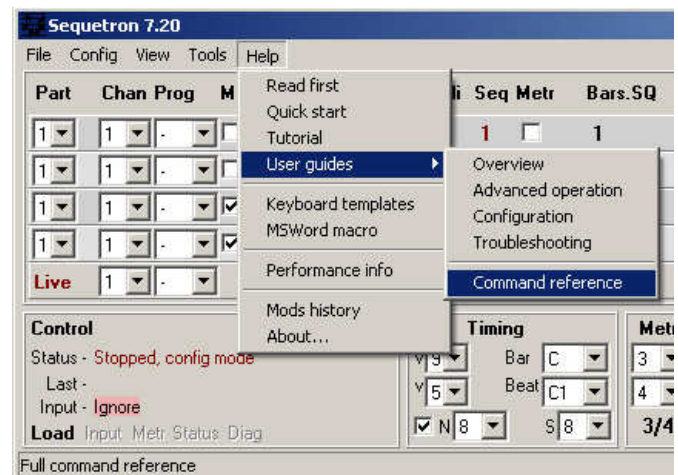 Sequetron 7.20
File Config View Tools Help
Part Chan Prog M li Seq Metr Bars.SQ
1 1 - 1 1
1 1 -
1 1 -
1 1 -
Live 1 -
Read first
Quick start
Tutorial
User guides
Keyboard templates
MSWord macro
Performance info
Mods history
About...
Overview
Advanced operation
Configuration
Troubleshooting
Command reference
Control
Status - Stopped, config mode
Last -
Input - Ignore
Load Input Metr Status Diag
Timing
V 9 Bar C
V 5 Beat C1
N 8 S 8
Metr
3
4
3/4
Full command reference